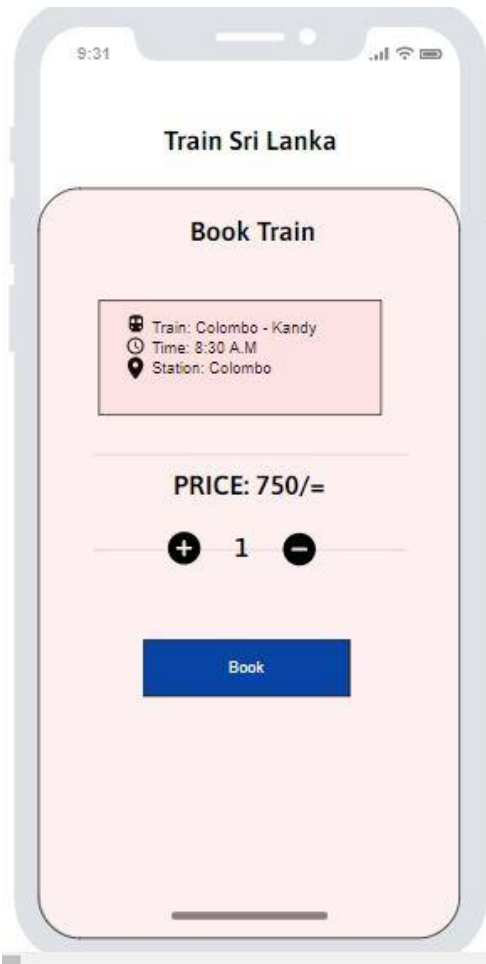 9:31
Train Sri Lanka
Book Train
Train: Colombo - Kandy
Time: 8:30 A.M
Station: Colombo
PRICE: 750/=
1
Book